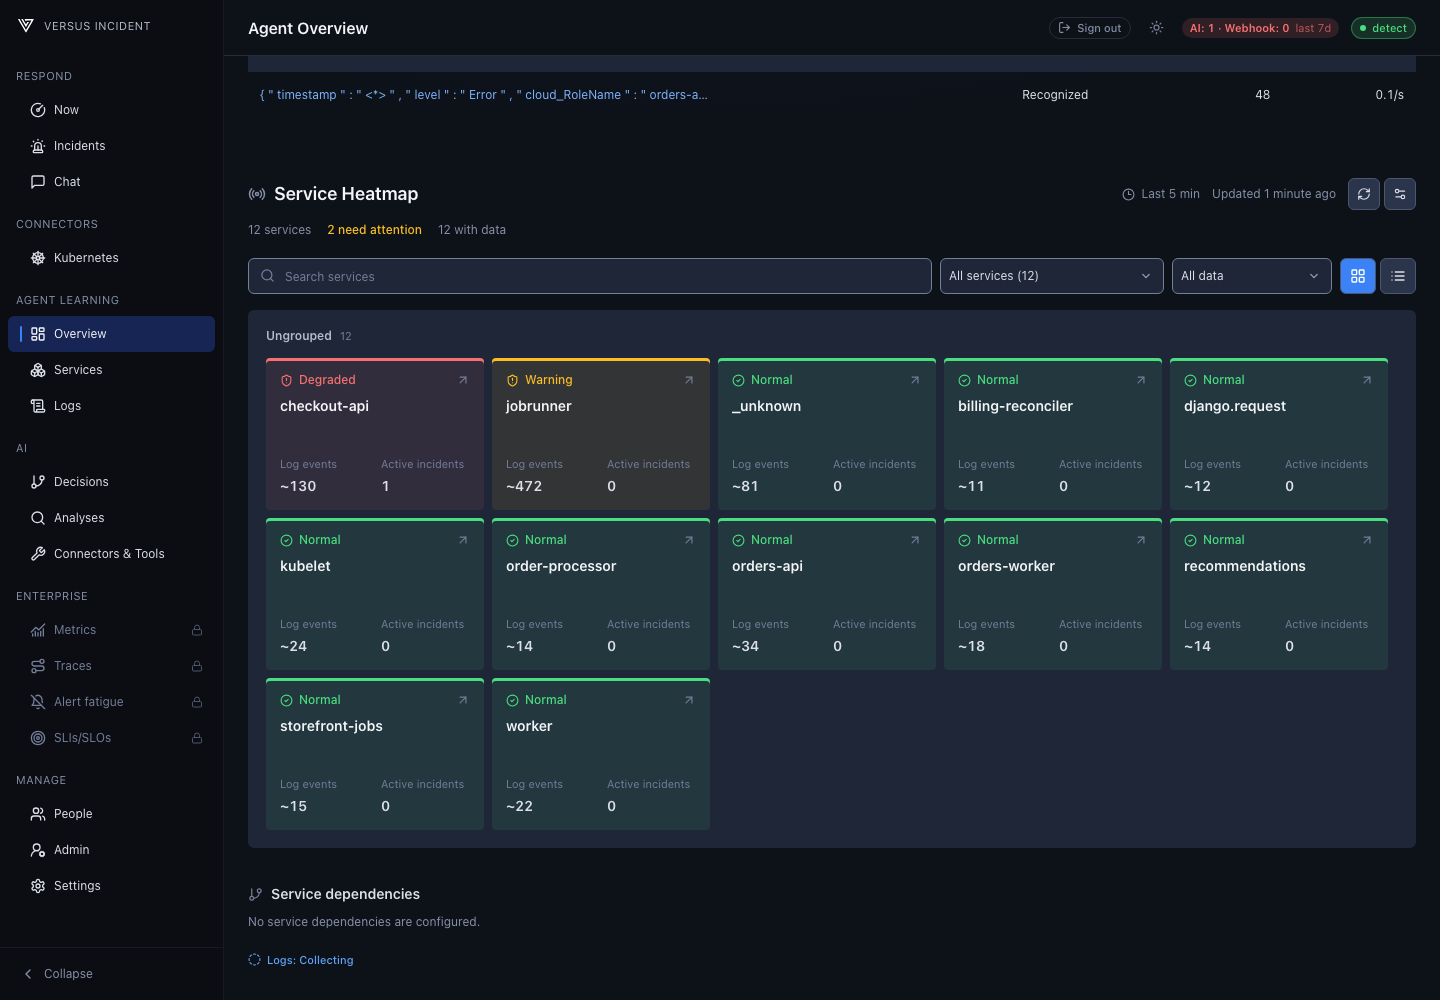 VERSUS INCIDENT
RESPOND
Now
Incidents
Chat
CONNECTORS
Kubernetes
AGENT LEARNING
Overview
Services
Logs
AI
Decisions
Analyses
Connectors & Tools
ENTERPRISE
Metrics
Traces
Alert fatigue
SLIs/SLOs
MANAGE
People
Admin
Settings
Collapse
Agent Overview
Sign out
AI: 1 · Webhook: 0 last 7d
detect
{ " timestamp " : " <*> " , " level " : " Error " , " cloud_RoleName " : " orders-a... Recognized 48 0.1/s
Service Heatmap
Last 5 min Updated 1 minute ago
12 services 2 need attention 12 with data
Search services
All services (12)
All data
Ungrouped 12
Degraded
checkout-api
Log events Active incidents
~130 1
Warning
jobrunner
Log events Active incidents
~472 0
Normal
_unknown
Log events Active incidents
~81 0
Normal
billing-reconciler
Log events Active incidents
~11 0
Normal
django.request
Log events Active incidents
~12 0
Normal
kubelet
Log events Active incidents
~24 0
Normal
order-processor
Log events Active incidents
~14 0
Normal
orders-api
Log events Active incidents
~34 0
Normal
orders-worker
Log events Active incidents
~18 0
Normal
recommendations
Log events Active incidents
~14 0
Normal
storefront-jobs
Log events Active incidents
~15 0
Normal
worker
Log events Active incidents
~22 0
Service dependencies
No service dependencies are configured.
Logs: Collecting